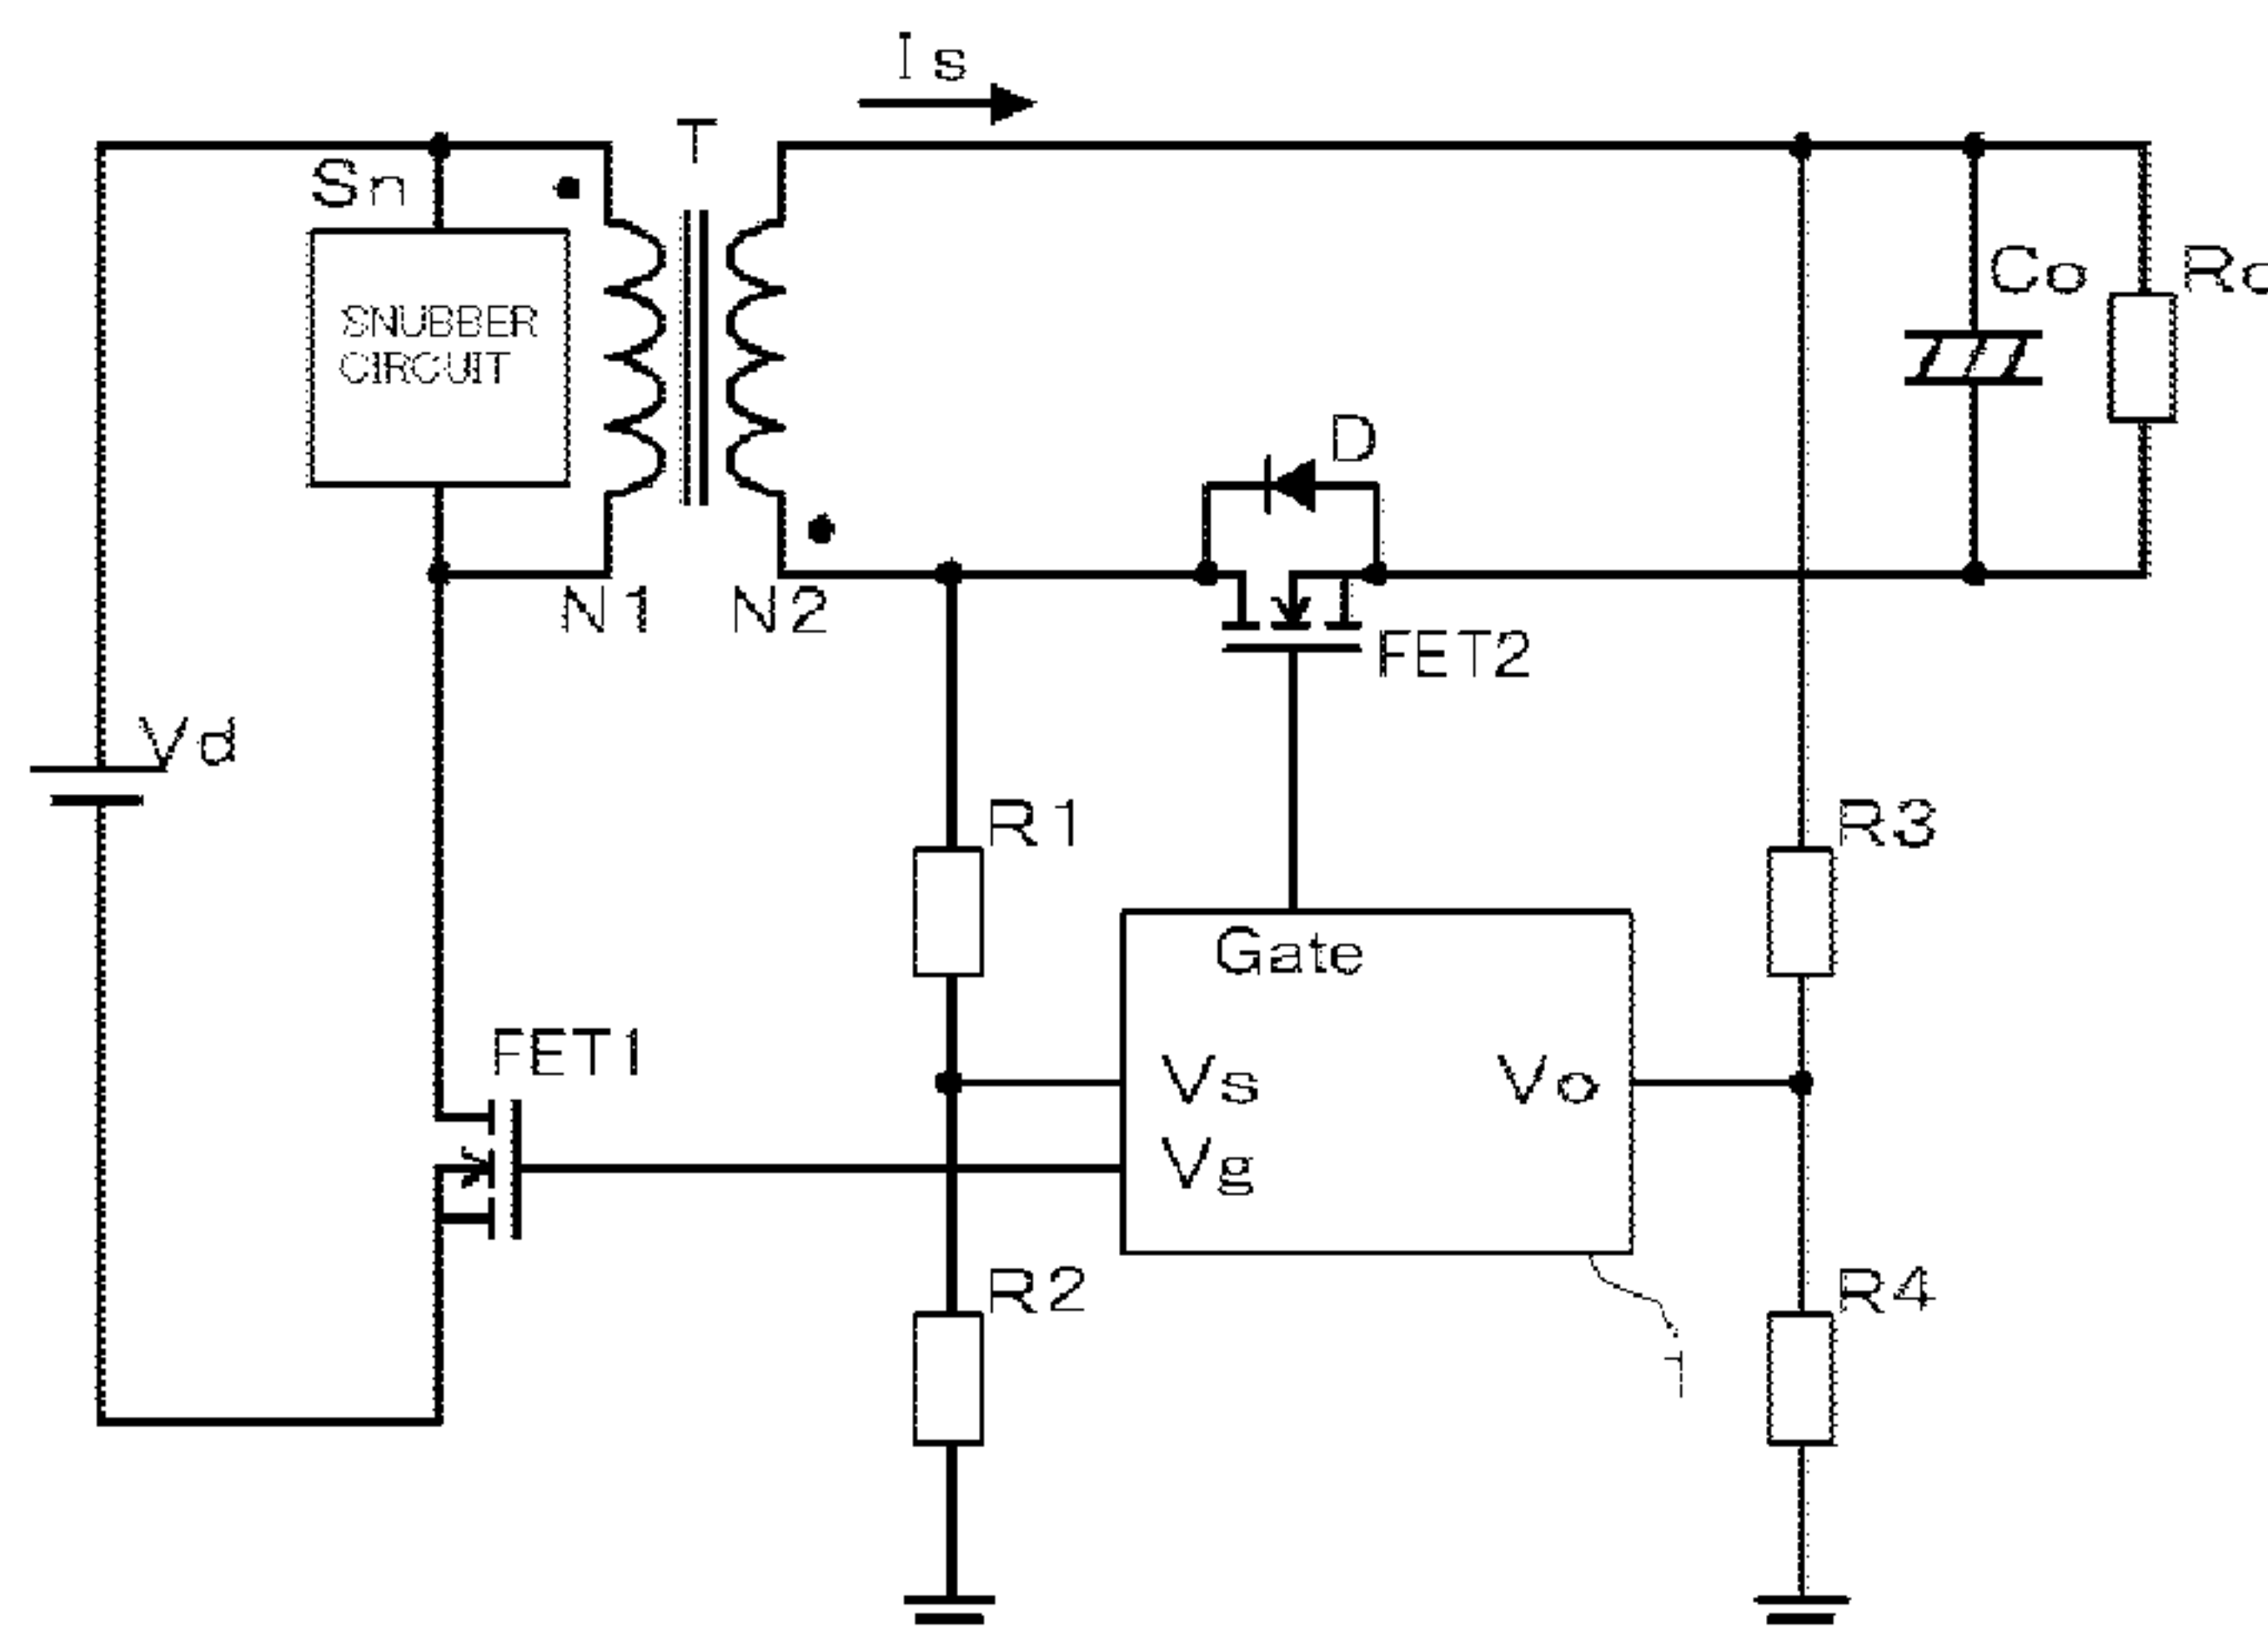 Is
T
Sn
SNUBBER
CIRCUIT
Co
D
N1
N2
FET2
Vd
R1
R3
Gate
FET1
Vs
Vo
Vg
R2
R4
1